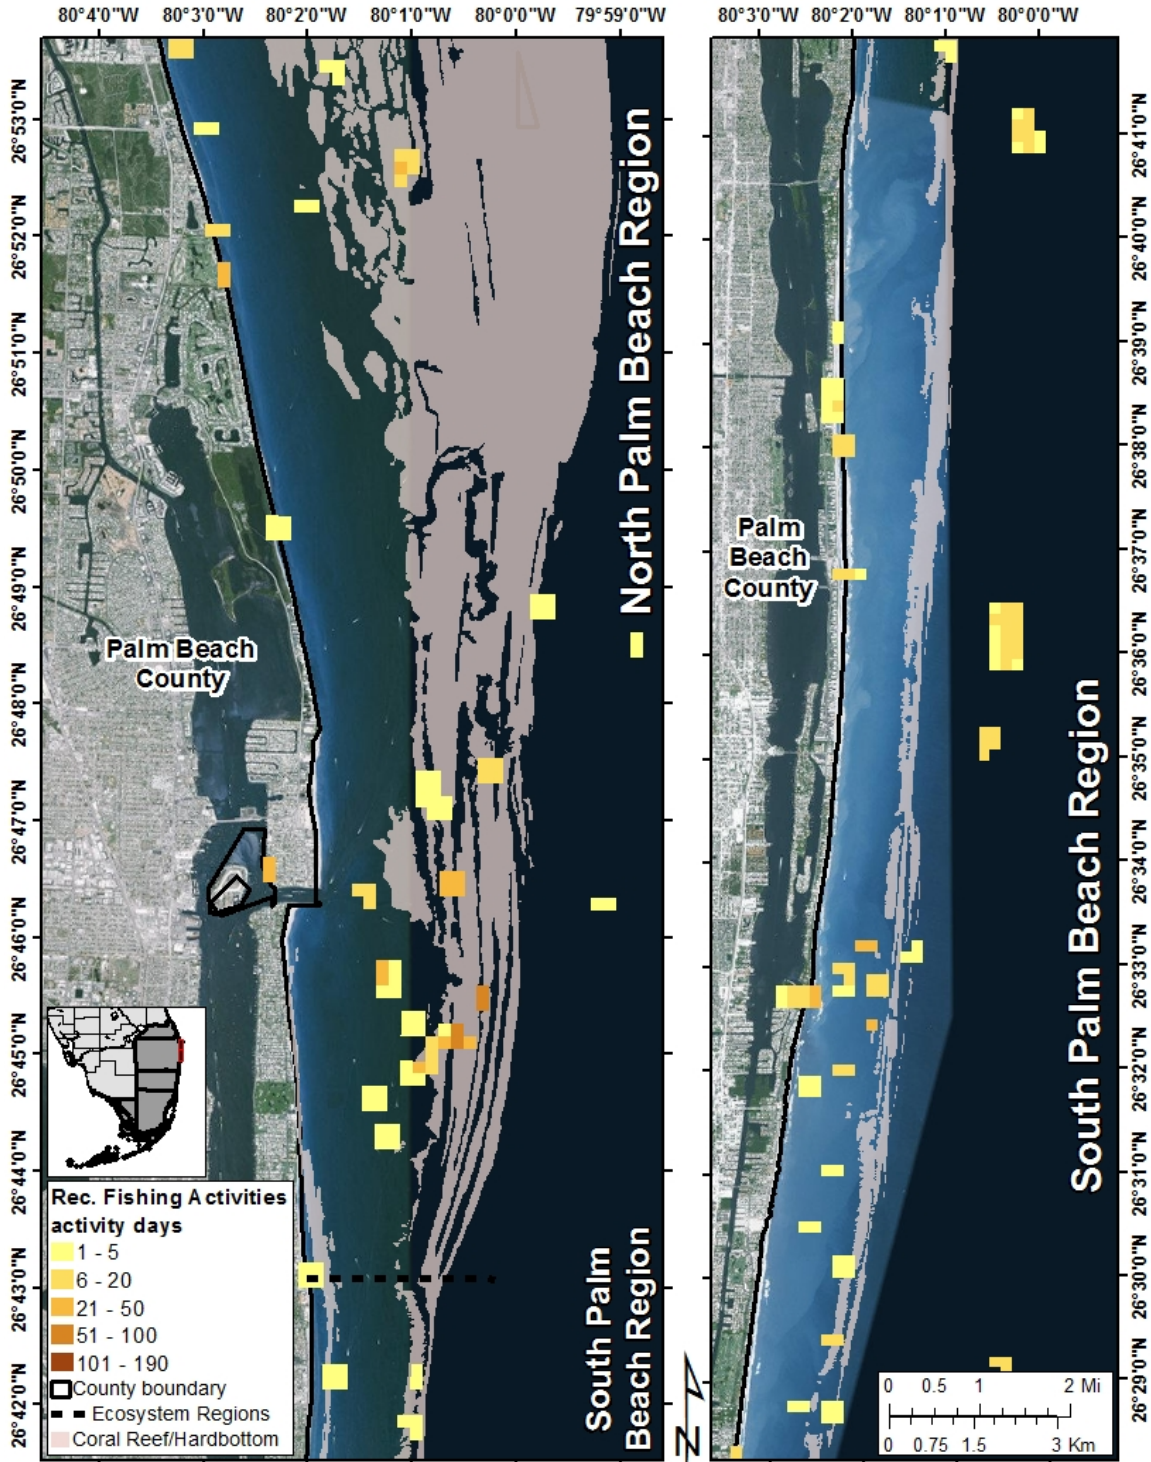 80°4'0"W 80°3'0"W 80°2'0"W 80°1'0"W 80°0'0"W 79°59'0"W
80°3'0"W 80°2'0"W 80°1'0"W 80°0'0"W
26°53'0"N
26°52'0"N
26°51'0"N
26°50'0"N
26°49'0"N
26°48'0"N
26°47'0"N
26°46'0"N
26°45'0"N
26°44'0"N
26°43'0"N
26°42'0"N
North Palm Beach Region
Palm Beach
County
South Palm
Beach Region
Rec. Fishing Activities
activity days
1 - 5
6 - 20
21 - 50
51 - 100
101 - 190
County boundary
Ecosystem Regions
Coral Reef/Hardbottom
N
Palm
Beach
County
South Palm Beach Region
26°41'0"N
26°40'0"N
26°39'0"N
26°38'0"N
26°37'0"N
26°36'0"N
26°35'0"N
26°34'0"N
26°33'0"N
26°32'0"N
26°31'0"N
26°30'0"N
26°29'0"N
0 0.5 1 2 Mi
0 0.75 1.5 3 Km